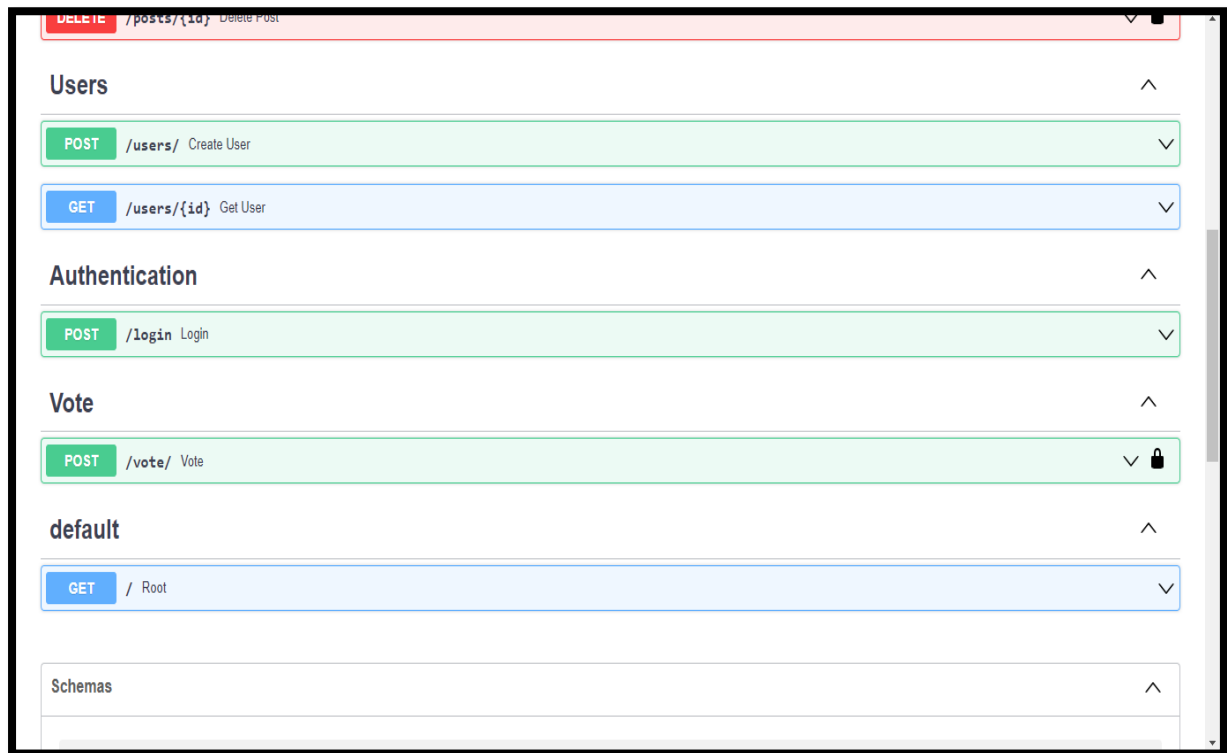 DELETE /posts/{id} Delete Post
Users
POST /users/ Create User
GET /users/{id} Get User
Authentication
POST /login Login
Vote
POST /vote/ Vote
default
GET / Root
Schemas